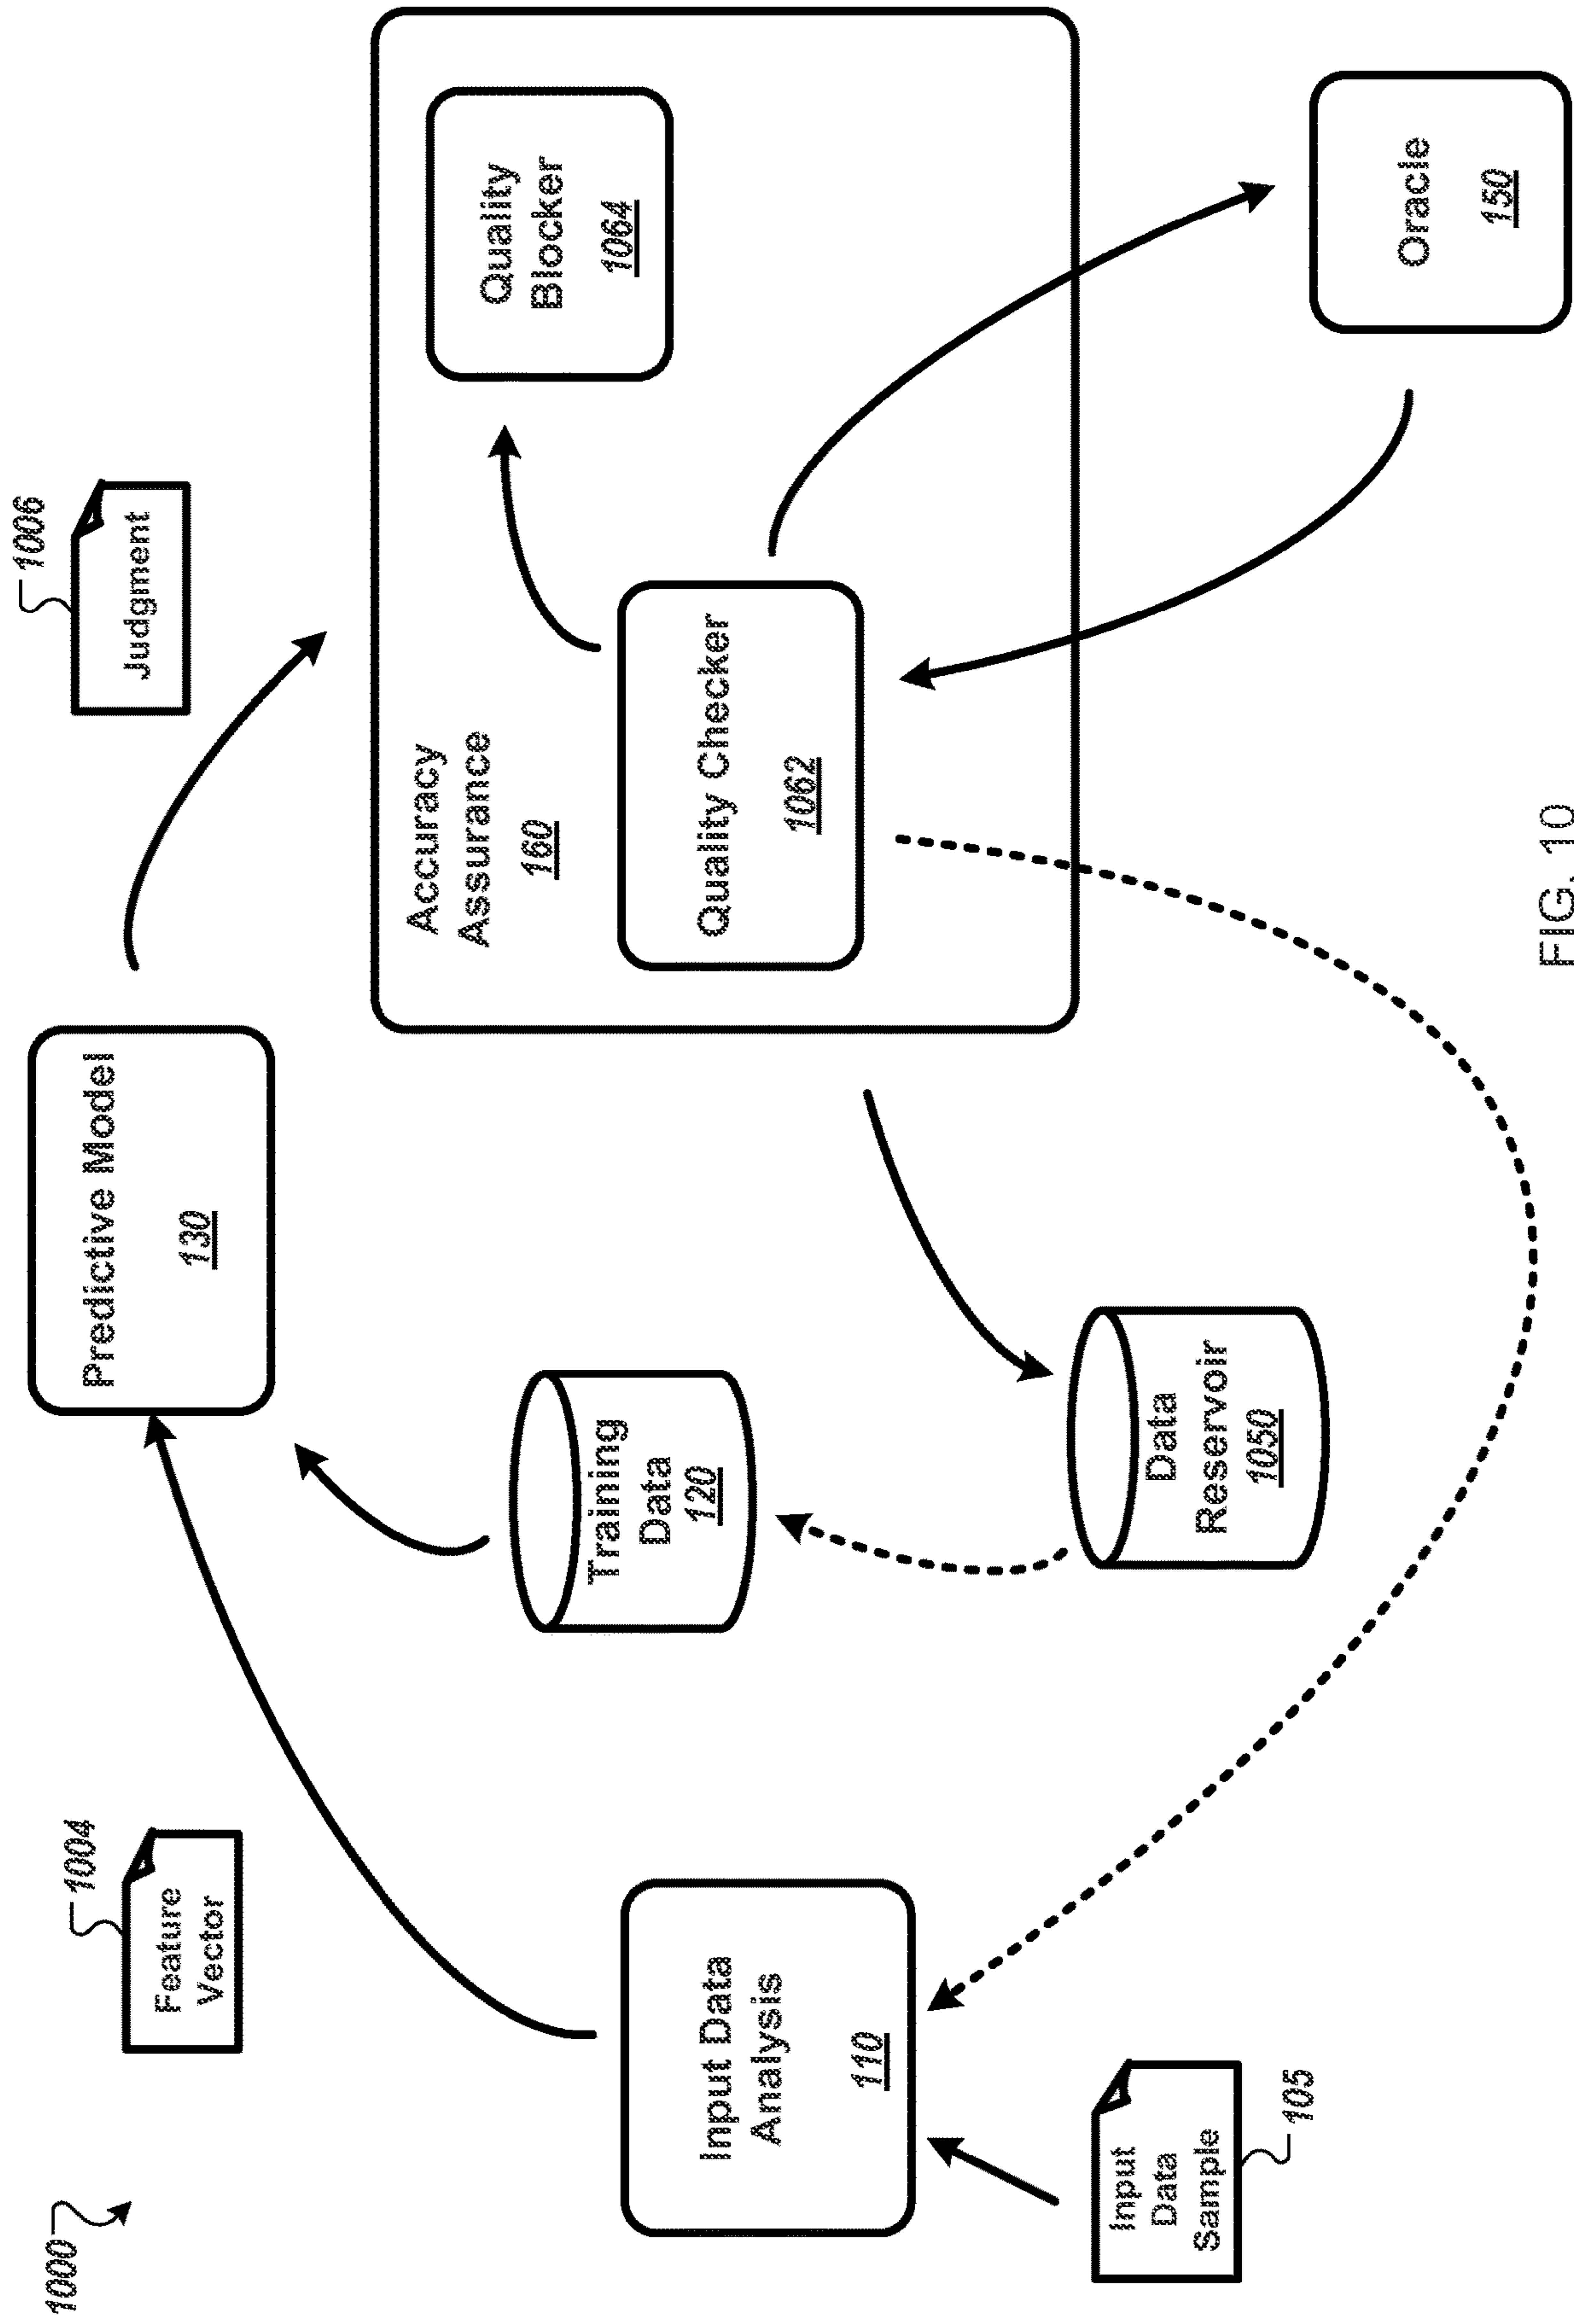 1000
Feature
Vector
1004
Predictive Model
130
Judgment
1006
Accuracy
Assurance
160
Quality
Blocker
1064
Training
Data
120
Input Data
Analysis
110
Quality Checker
1062
Input
Data
Sample
105
Data
Reservoir
1050
Oracle
150
FIG. 10